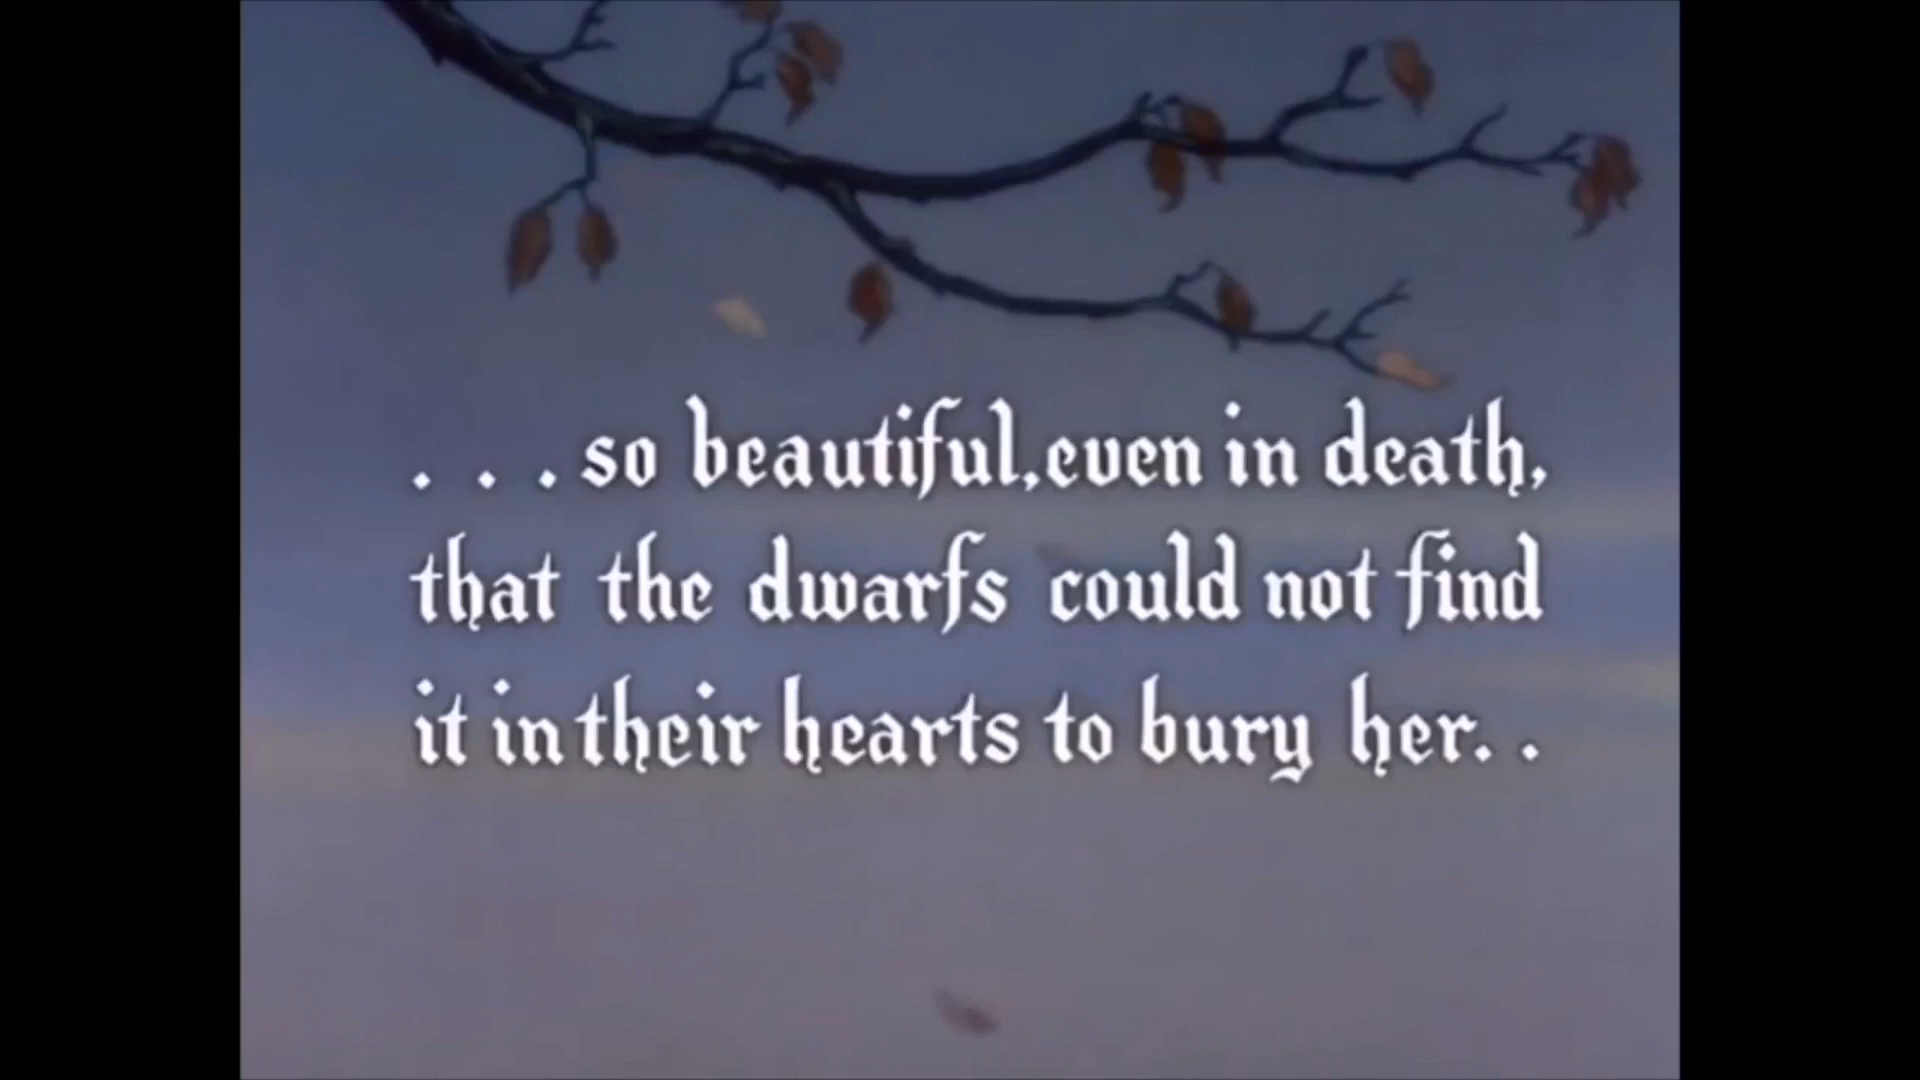 . . . so beautiful, even in death,
that the dwarfs could not find
it in their hearts to bury her. .